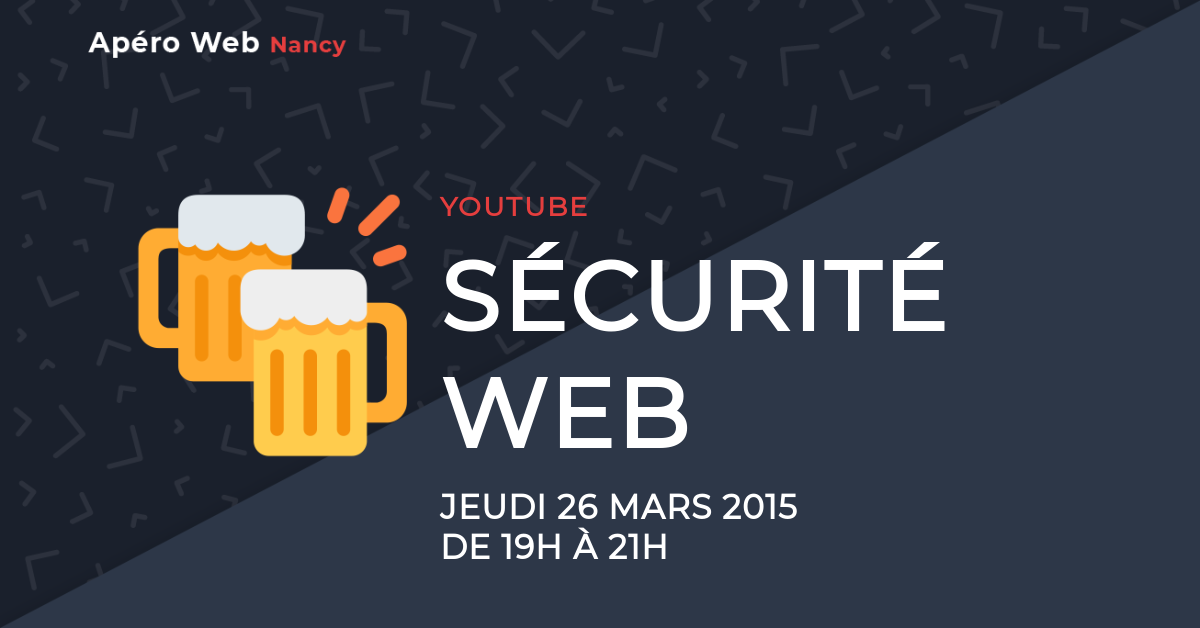 Apéro Web Nancy
YOUTUBE
SÉCURITÉ
WEB
JEUDI 26 MARS 2015
DE 19H À 21H